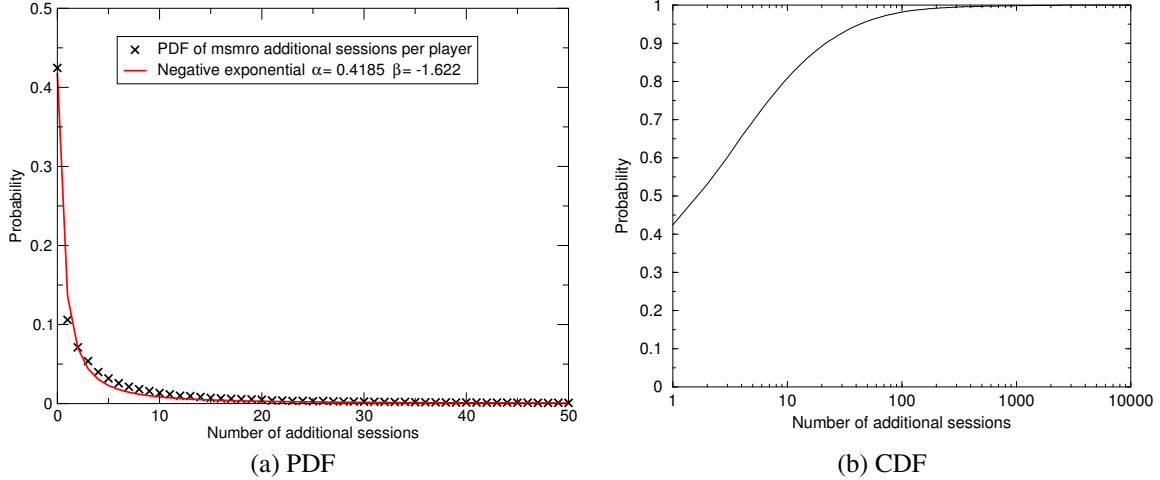 0.5
0.4
0.3
0.2
0.1
0
Probability
× PDF of msmro additional sessions per player
Negative exponential α= 0.4185 β= -1.622
0 10 20 30 40 50
Number of additional sessions
(a) PDF
1
0.9
0.8
0.7
0.6
0.5
0.4
0.3
0.2
0.1
0
Probability
1 10 100 1000 10000
Number of additional sessions
(b) CDF